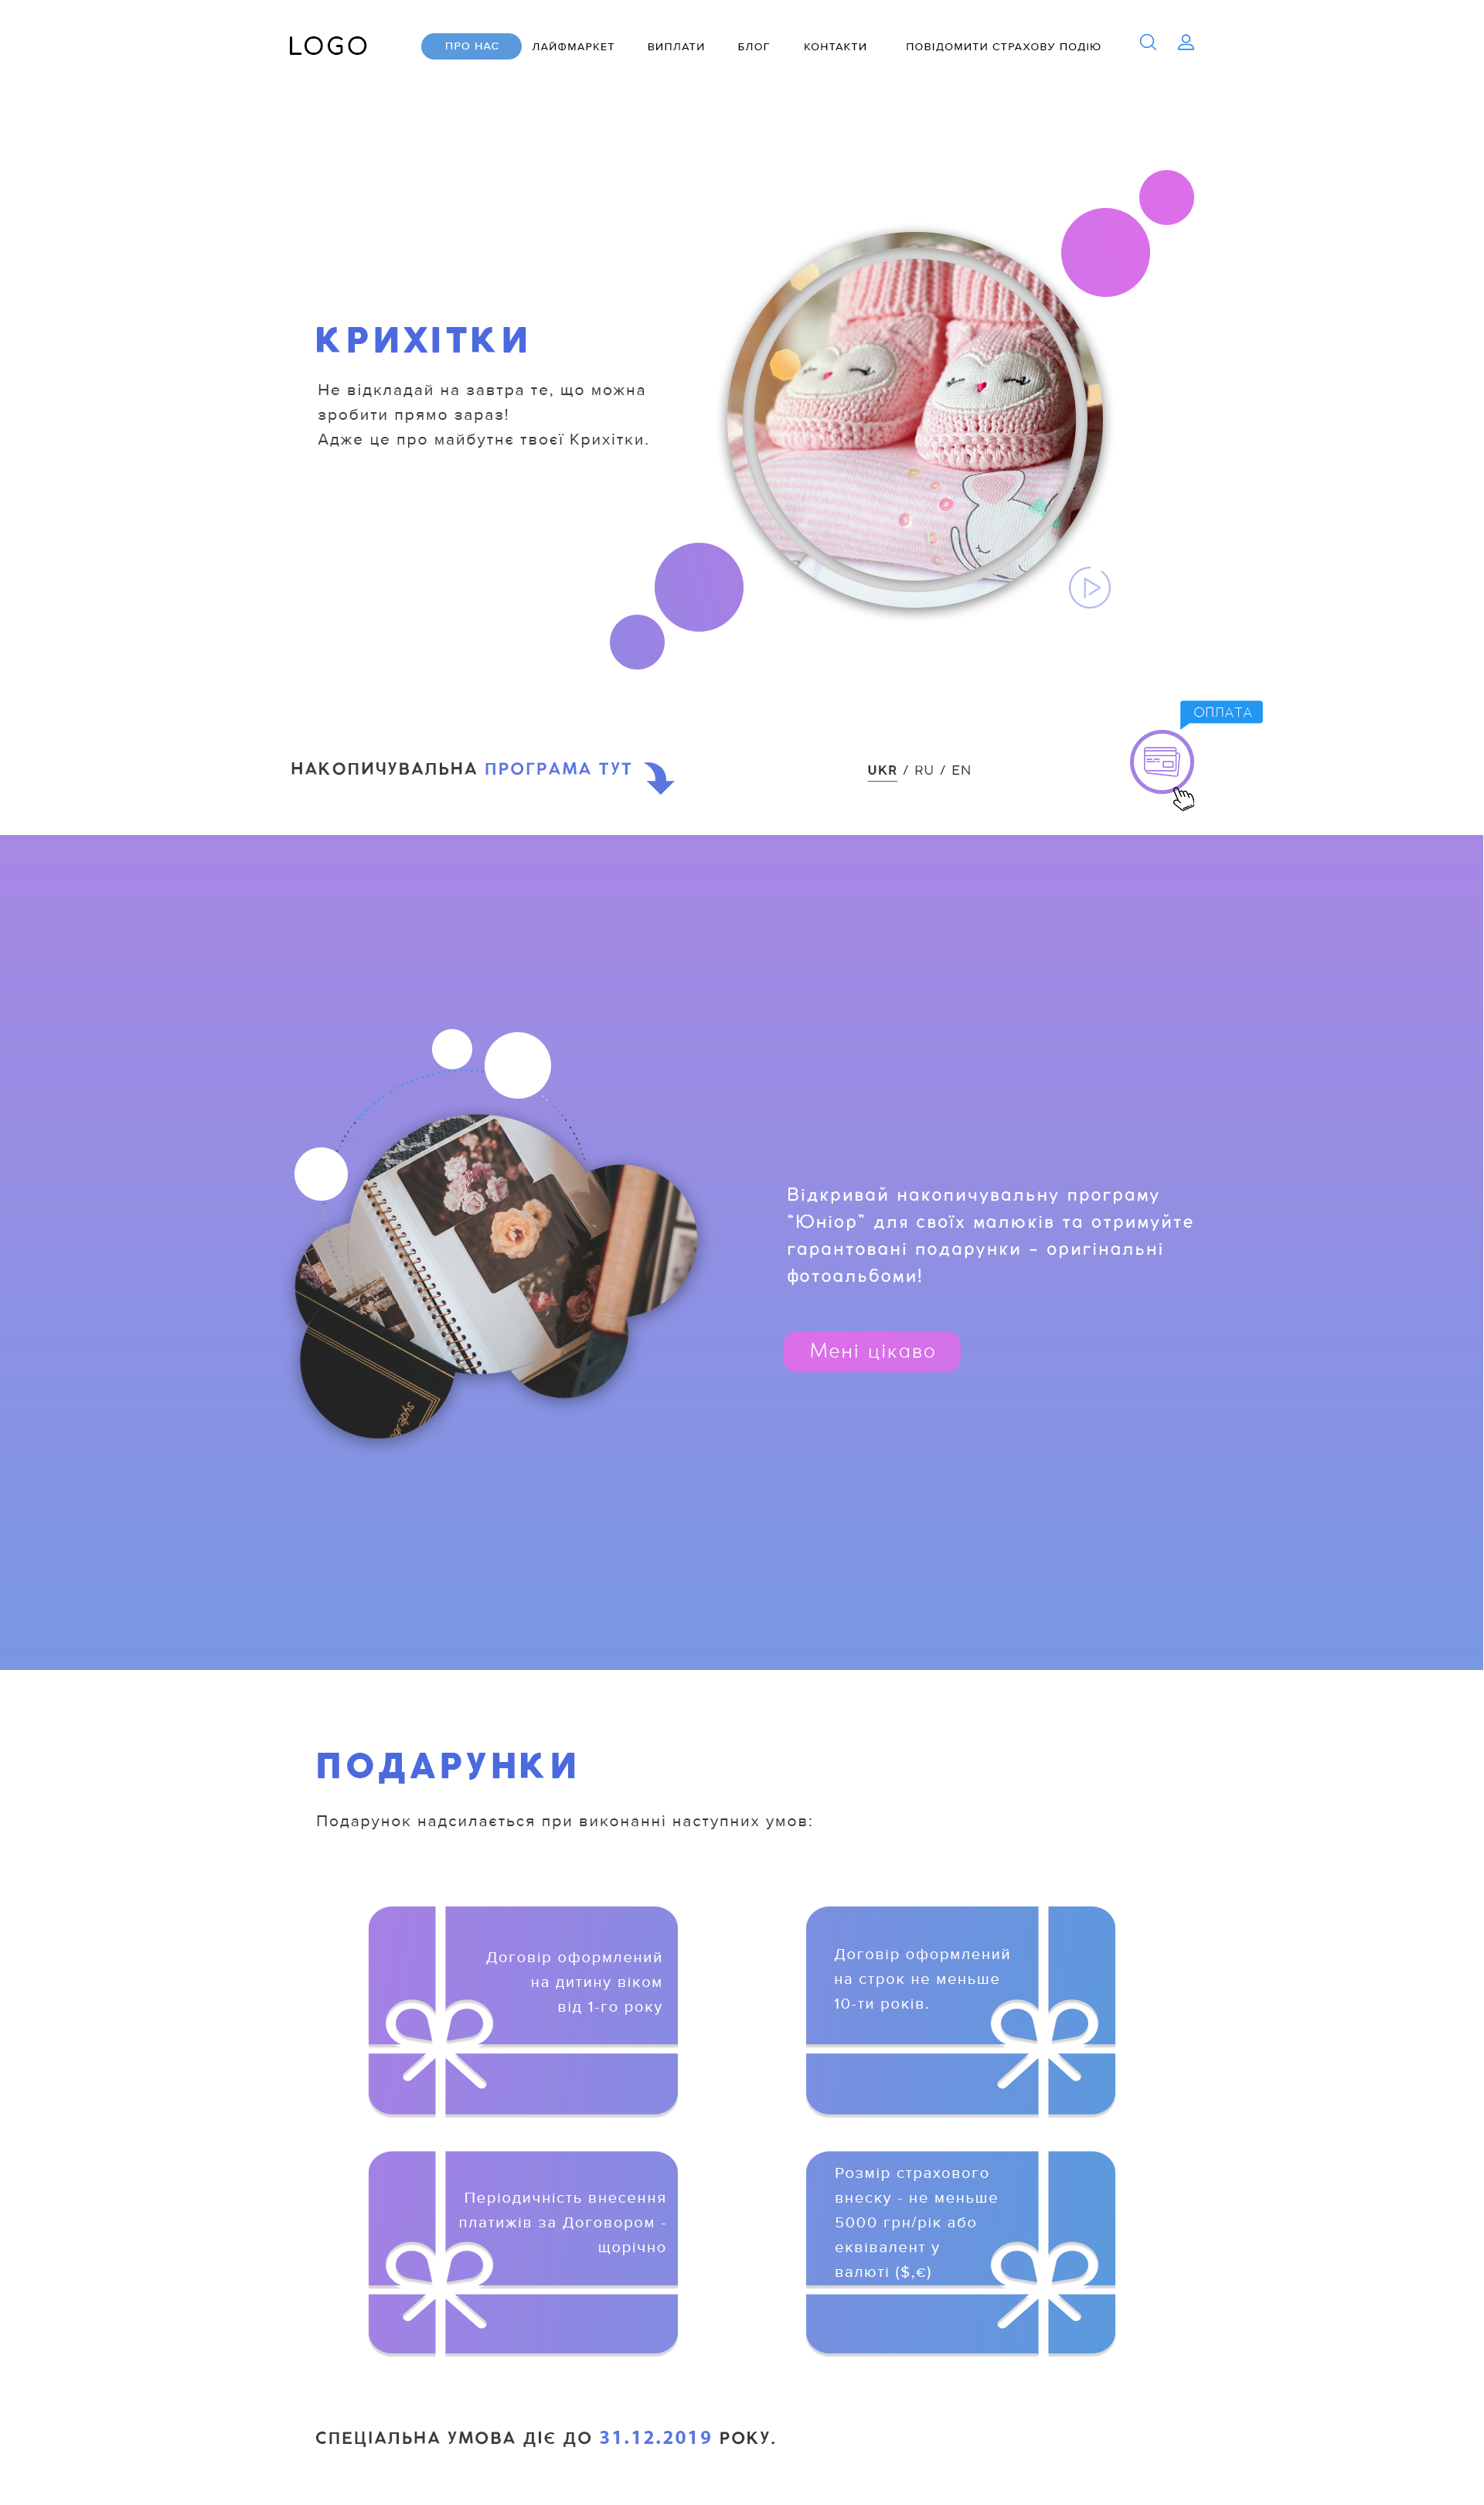 LOGO
ПРО НАС
ЛАЙФМАРКЕТ
ВИПЛАТИ
БЛОГ
КОНТАКТИ
ПОВІДОМИТИ СТРАХОВУ ПОДІЮ
КРИХІТКИ
Не відкладай на завтра те, що можна
зробити прямо зараз!
Адже це про майбутнє твоєї Крихітки.
ОПЛАТА
НАКОПИЧУВАЛЬНА ПРОГРАМА ТУТ
UKR / RU / EN
Відкривай накопичувальну програму
“Юніор” для своїх малюків та отримуйте
гарантовані подарунки - оригінальні
фотоальбоми!
Мені цікаво
ПОДАРУНКИ
Подарунок надсилається при виконанні наступних умов:
Договір оформлений
на дитину віком
від 1-го року
Договір оформлений
на строк не меньше
10-ти років.
Періодичність внесення
платижів за Договором -
щорічно
Розмір страхового
внеску - не меньше
5000 грн/рік або
еквівалент у
валюті ($,є)
СПЕЦІАЛЬНА УМОВА ДІЄ ДО 31.12.2019 РОКУ.